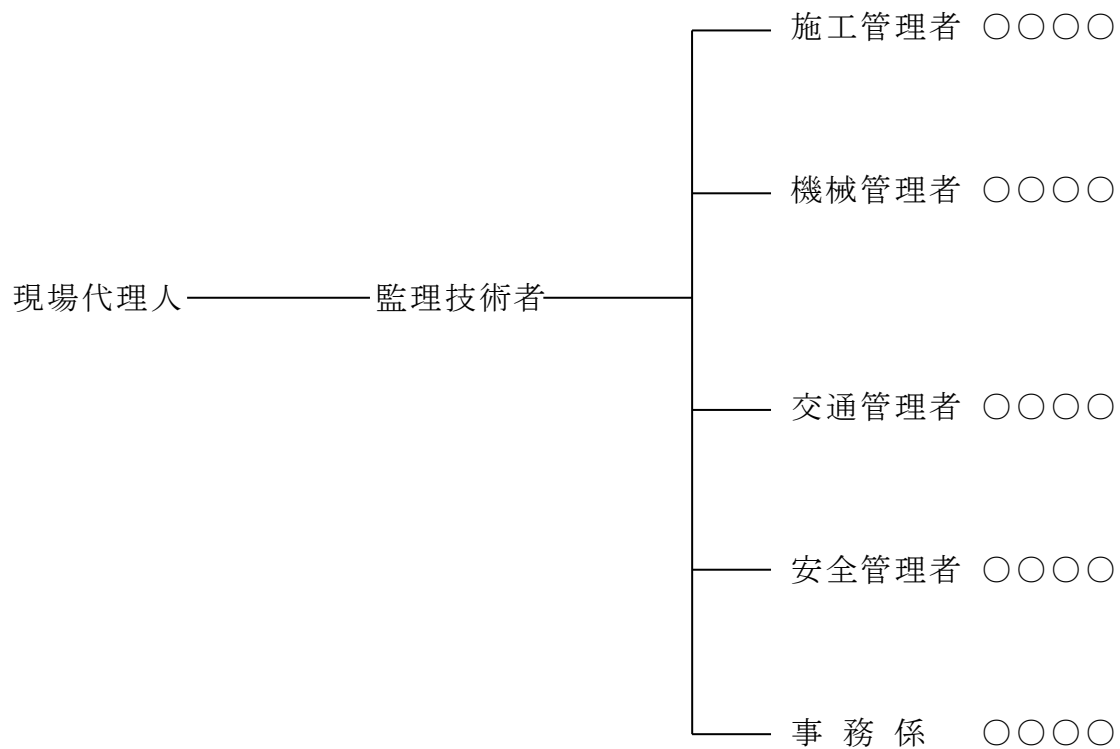 施工管理者 ○○○○
機械管理者 ○○○○
現場代理人 監理技術者
交通管理者 ○○○○
安全管理者 ○○○○
事 務 係 ○○○○